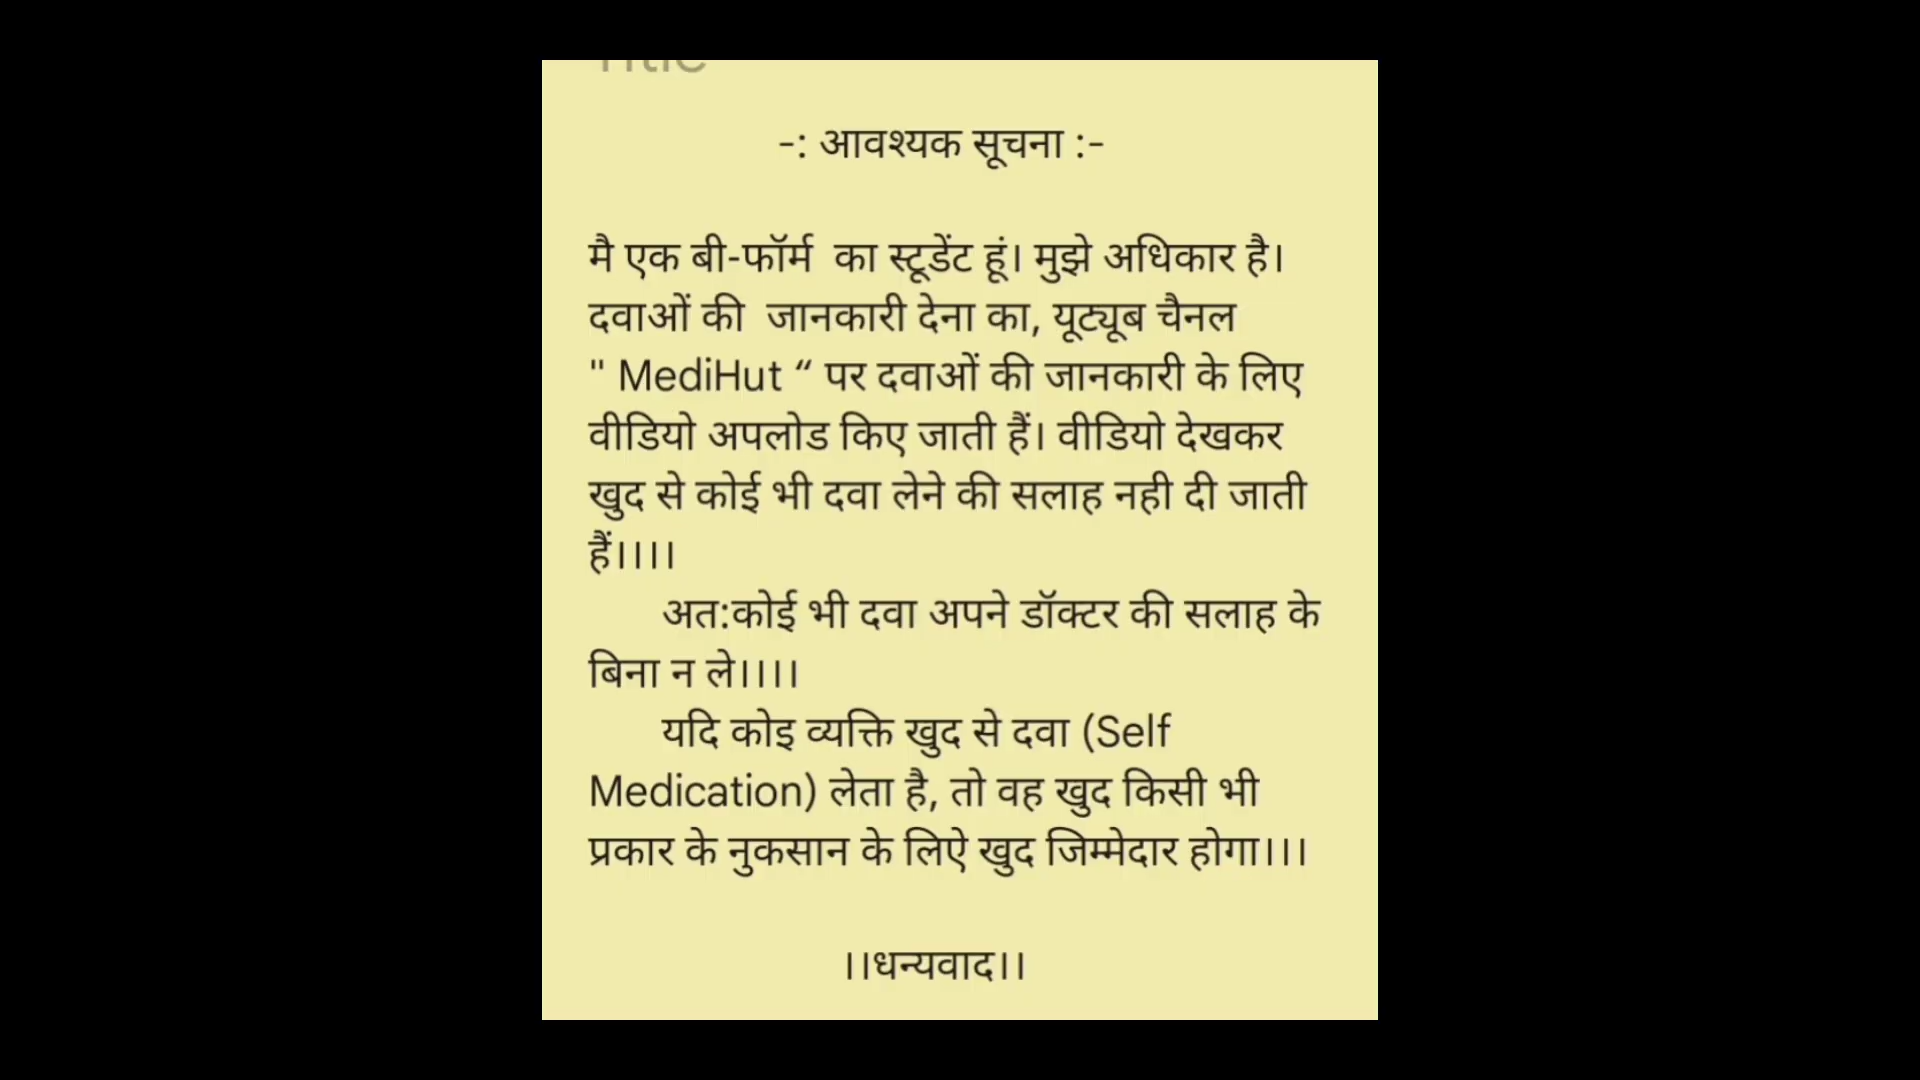 Title
-: आवश्यक सूचना :-
मै एक बी-फॉर्म का स्टूडेंट हूं। मुझे अधिकार है।
दवाओं की जानकारी देना का, यूट्यूब चैनल
" MediHut “ पर दवाओं की जानकारी के लिए
वीडियो अपलोड किए जाती हैं। वीडियो देखकर
खुद से कोई भी दवा लेने की सलाह नही दी जाती
हैं।।।।
अत:कोई भी दवा अपने डॉक्टर की सलाह के
बिना न ले।।।।
यदि कोइ व्यक्ति खुद से दवा (Self
Medication) लेता है, तो वह खुद किसी भी
प्रकार के नुकसान के लिऐ खुद जिम्मेदार होगा।।।
।।धन्यवाद।।